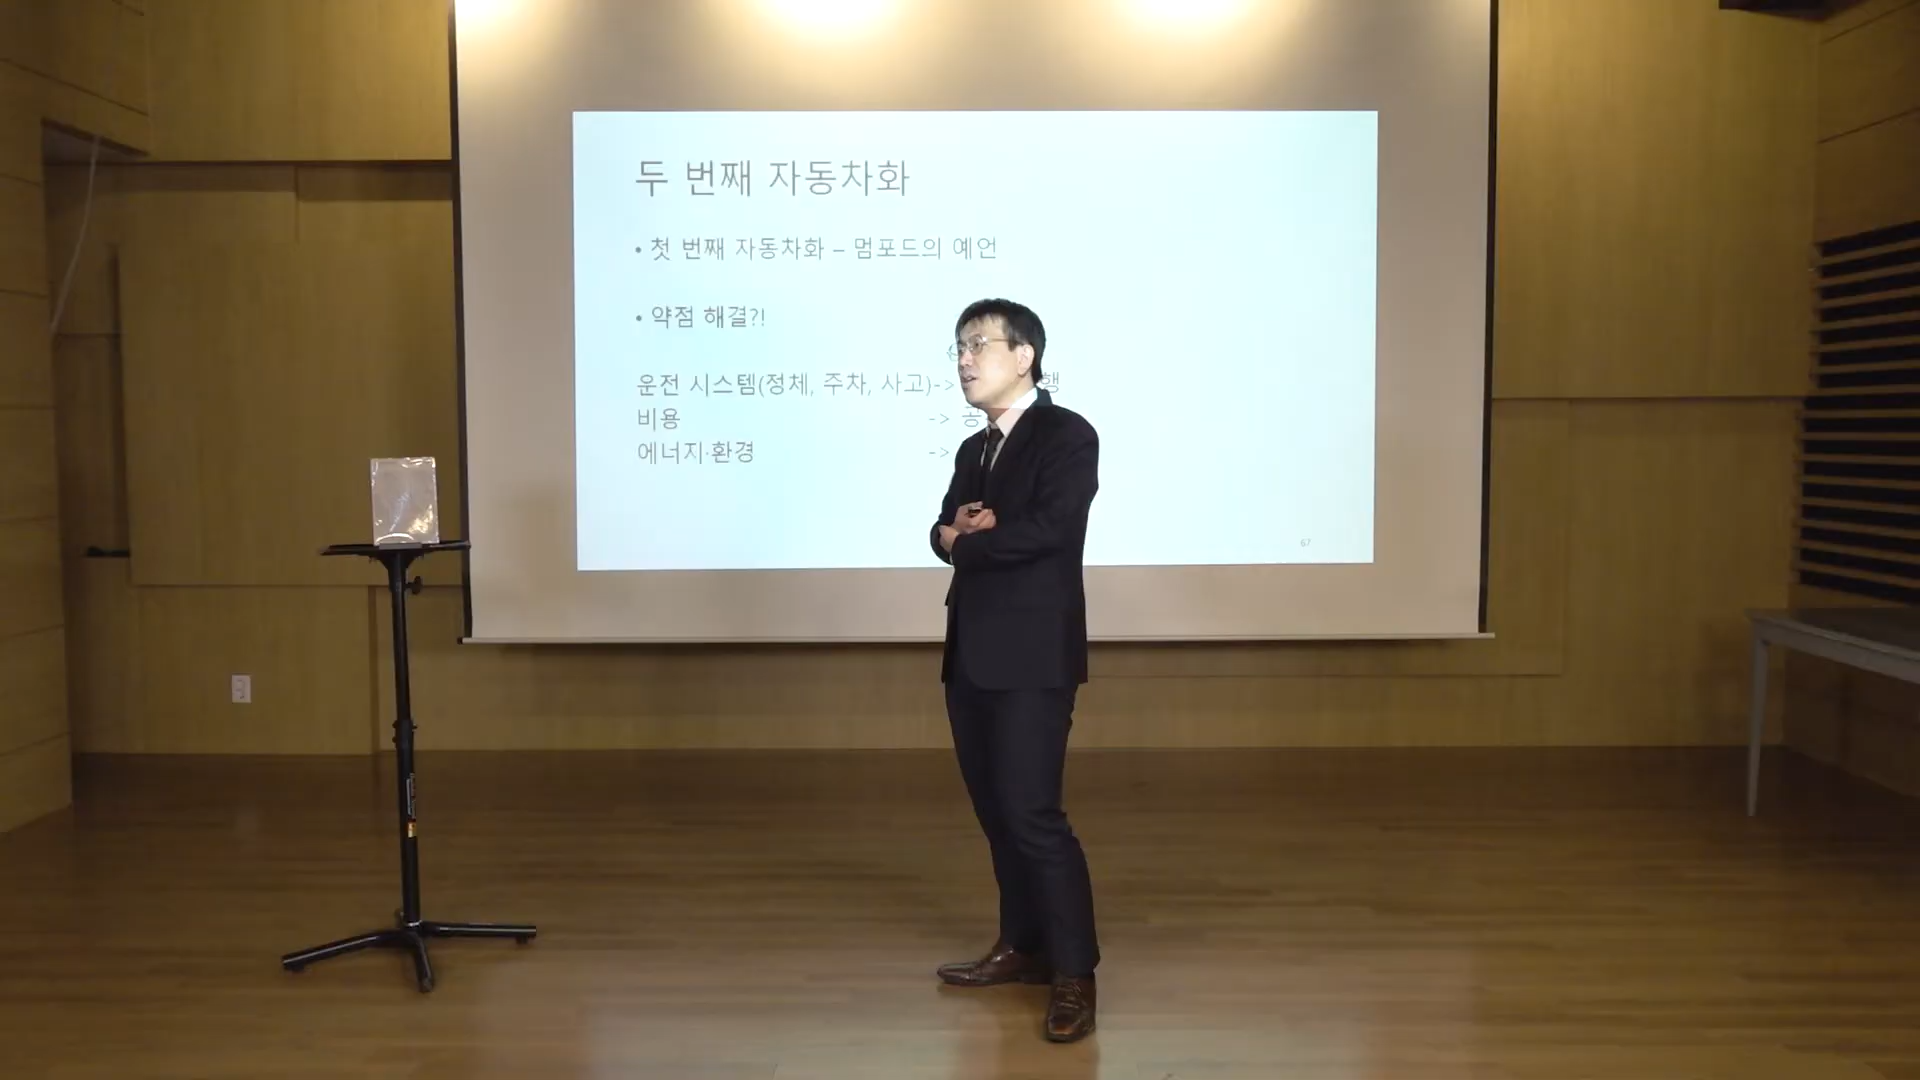 두 번째 자동차화
• 첫 번째 자동차화 – 멈포드의 예언
• 약점 해결?!
운전 시스템(정체, 주차, 사고)-> 행
비용 -> 공
에너지·환경 ->
67